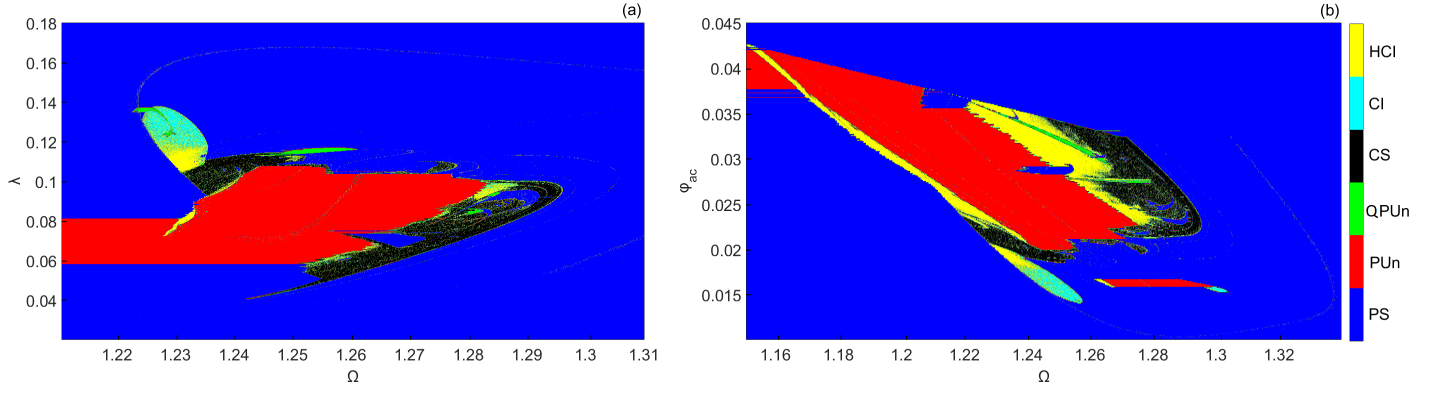 (a)
0.18
0.16
0.14
0.12
0.1
0.08
0.06
0.04
λ
1.22
1.23
1.24
1.25
1.26
1.27
1.28
1.29
1.3
1.31
Ω
(b)
0.045
0.04
0.035
0.03
0.025
0.02
0.015
φac
1.16
1.18
1.2
1.22
1.24
1.26
1.28
1.3
1.32
Ω
HCI
CI
CS
QPUn
PUn
PS